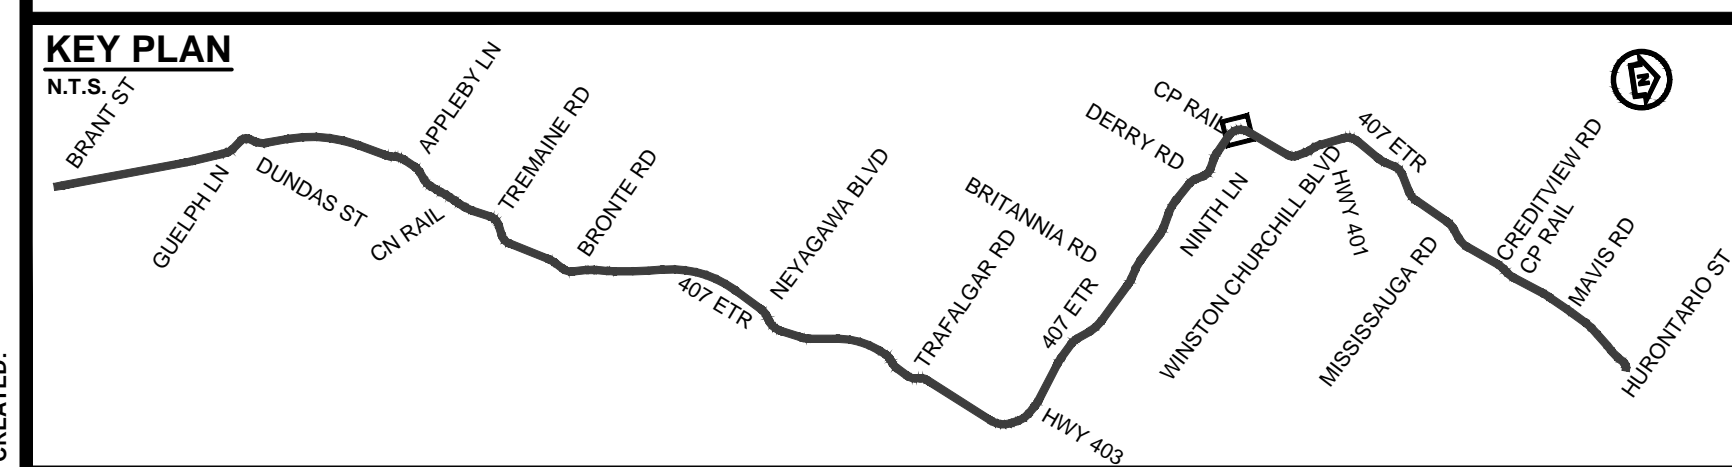 KEY PLAN
N.T.S.
BRANT ST
GUELPH LN
DUNDAS ST
CN RAIL
APPLEBY LN
TREMAINE RD
BRONTE RD
407 ETR
NEYAGAWA BLVD
TRAFALGAR RD
HWY 403
407 ETR
BRITANNIA RD
DERRY RD
CP RAIL
NINTH LN
WINSTON CHURCHILL BLVD
HWY 401
407 ETR
MISSISSAUGA RD
CREDITVIEW RD
CP RAIL
MAVIS RD
HURONTARIO ST
N
CREATED: